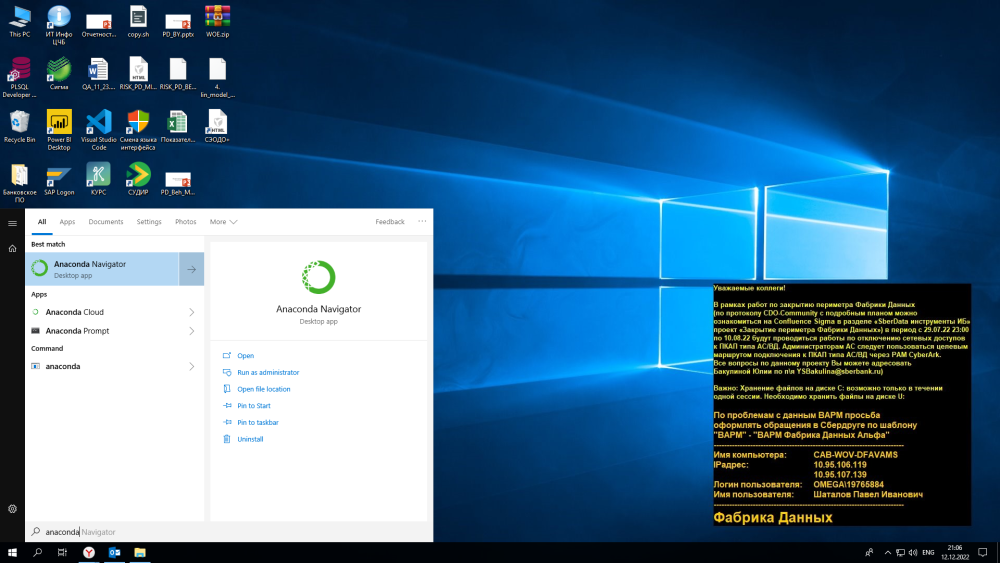 This PC
ИТ Инфо ЦЧБ
Отчетност...
copy.sh
PD_BY.pptx
WOE.zip
PLSQL Developer ...
Сигма
QA_11_23....
RISK_PD_MI...
RISK_PD_BE...
4. lin_model_...
Recycle Bin
Power BI Desktop
Visual Studio Code
Смена языка интерфейса
Показател...
СЭОДО+
Банковское ПО
SAP Logon
КУРС
СУДИР
PD_Beh_M...
All Apps Documents Settings Photos More Feedback ...
Best match
Anaconda Navigator
Desktop app
Apps
Anaconda Cloud
Anaconda Prompt
Command
anaconda
Anaconda Navigator
Desktop app
Open
Run as administrator
Open file location
Pin to Start
Pin to taskbar
Uninstall
anaconda Navigator
Уважаемые коллеги!
В рамках работ по закрытию периметра Фабрики Данных
(по протоколу CDO-Community с подробным планом можно
ознакомиться на Confluence Sigma в разделе «SberData инструменты ИБ»
проект «Закрытие периметра Фабрики Данных») в период с 29.07.22 23:00
по 10.08.22 будут проводиться работы по отключению сетевых доступов
к ПКАП типа АС/ВД. Администраторам АС следует пользоваться целевым
маршрутом подключения к ПКАП типа АС/ВД через PAM CyberArk.
Все вопросы по данному проекту Вы можете адресовать
Бакулиной Юлии по п\я YSBakulina@sberbank.ru)
Важно: Хранение файлов на диске C: возможно только в течении
одной сессии. Необходимо хранить файлы на диске U:
По проблемам с данным ВАРМ просьба
оформлять обращения в Сбердруге по шаблону
"ВАРМ" - "ВАРМ Фабрика Данных Альфа"
Имя компьютера: CAB-WOV-DFAVAMS
IPадрес: 10.95.106.119
10.95.107.139
Логин пользователя: OMEGA\19765884
Имя пользователя: Шаталов Павел Иванович
Фабрика Данных
ENG
21:06
12.12.2022